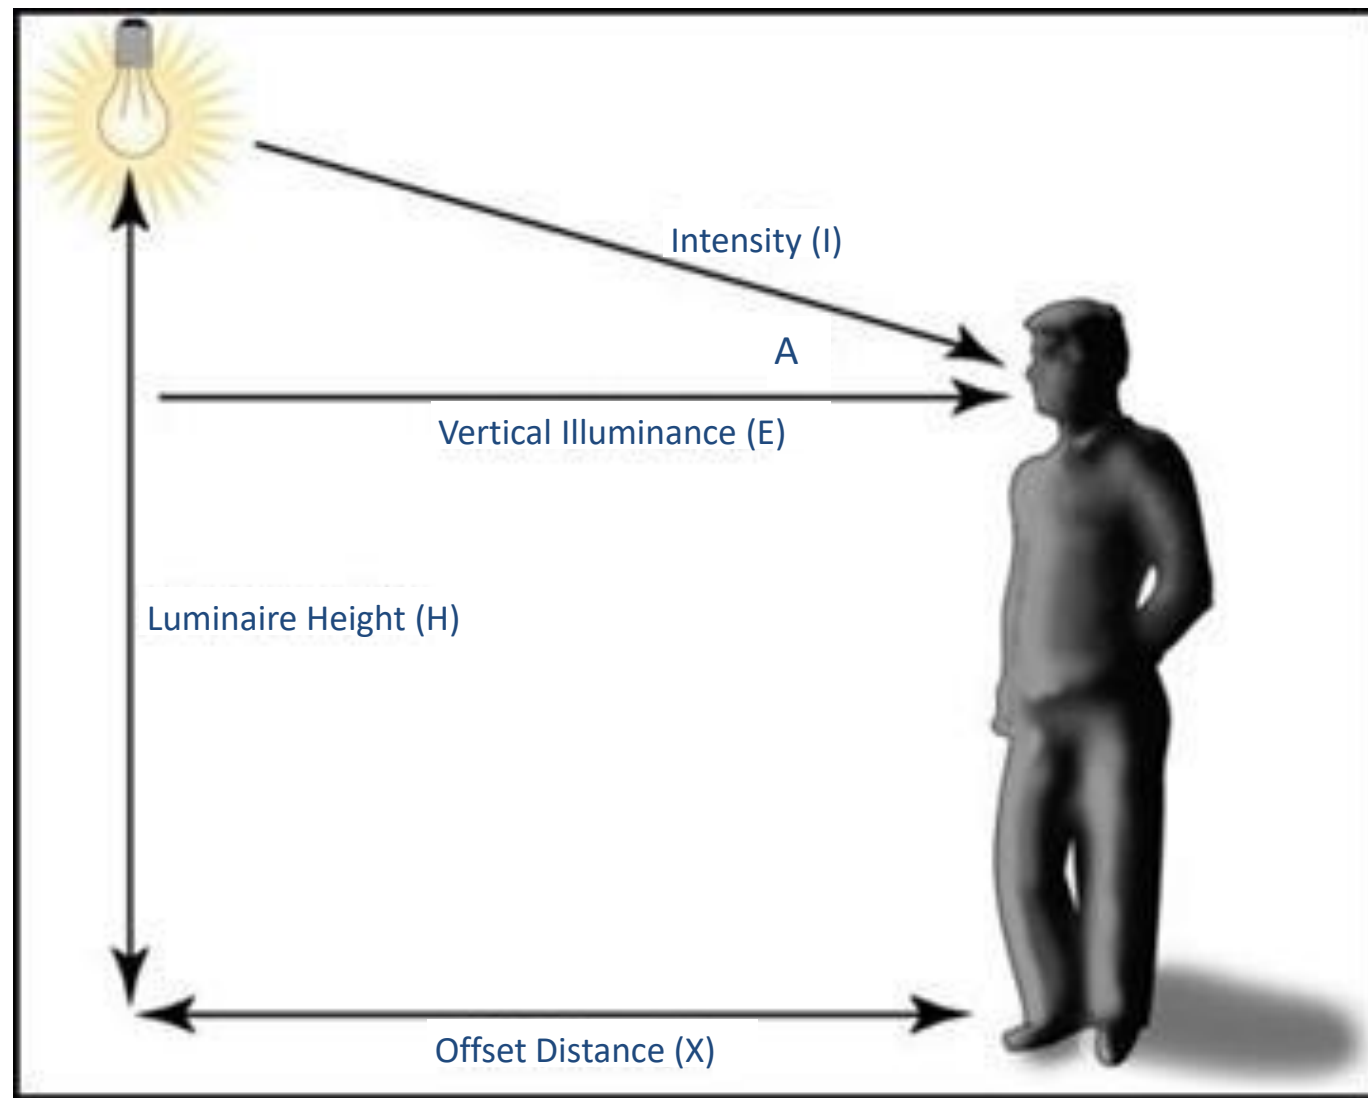 Intensity (I)
A
Vertical Illuminance (E)
Luminaire Height (H)
Offset Distance (X)